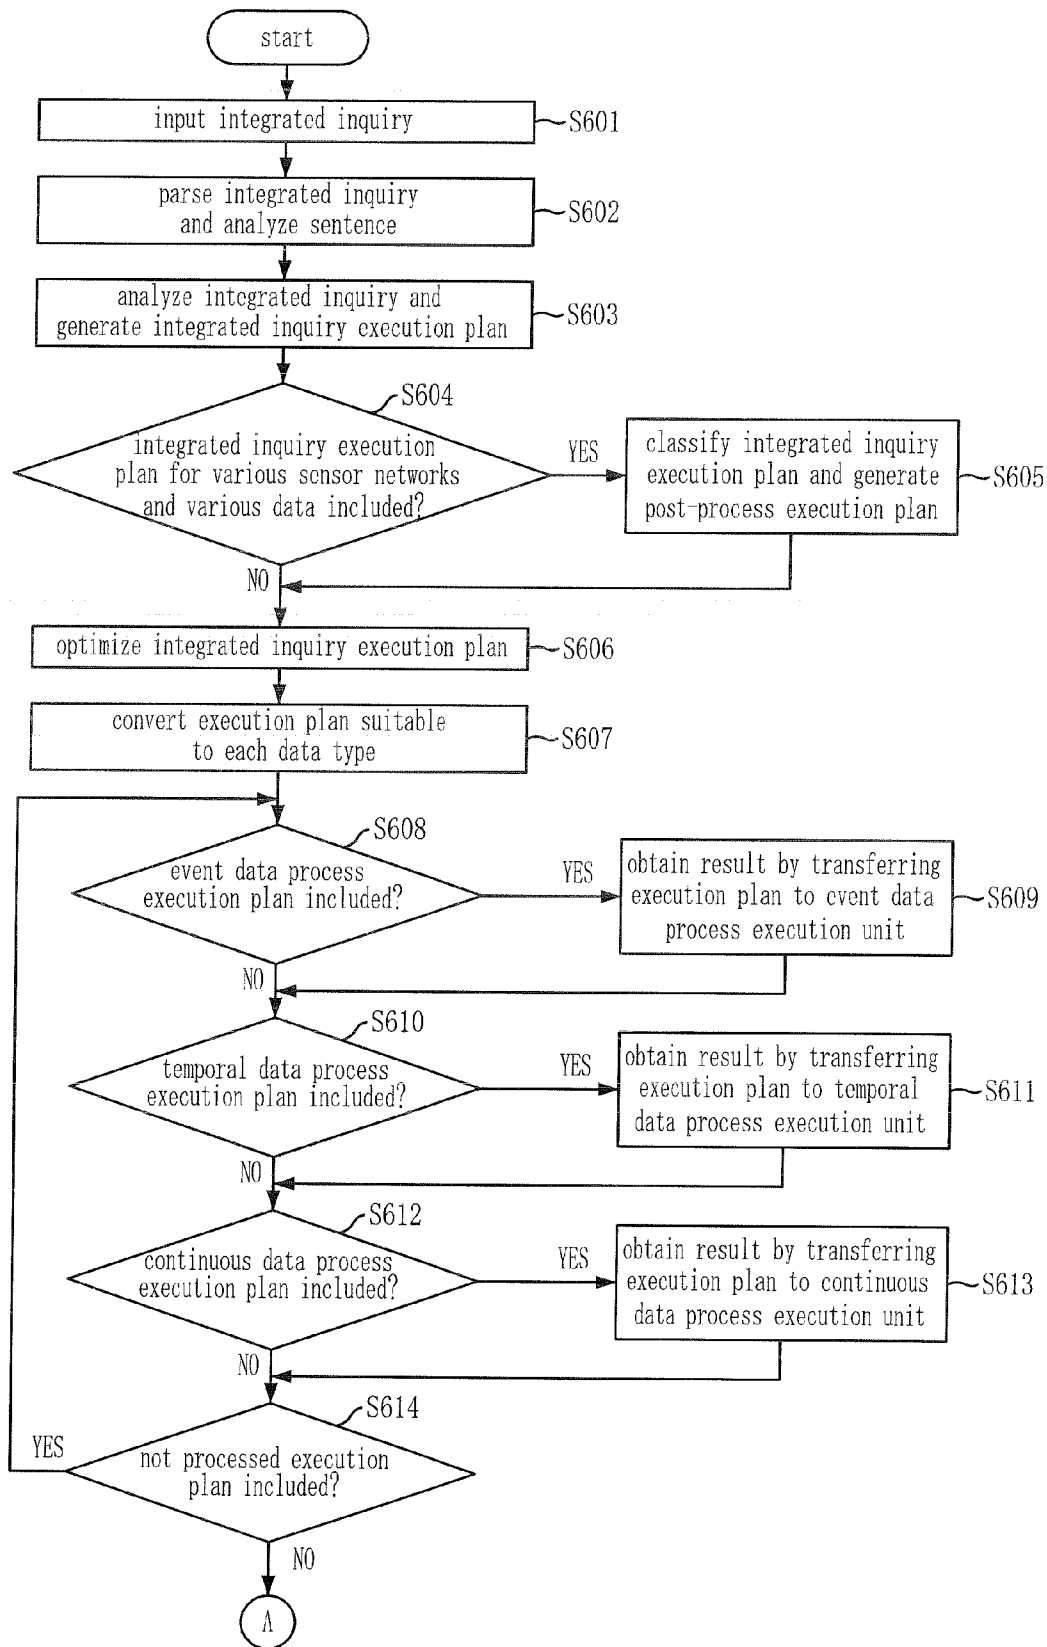 start
input integrated inquiry
S601
parse integrated inquiry
and analyze sentence
S602
analyze integrated inquiry and
generate integrated inquiry execution plan
S603
S604
integrated inquiry execution
plan for various sensor networks
and various data included?
YES
classify integrated inquiry
execution plan and generate
post-process execution plan
S605
NO
optimize integrated inquiry execution plan
S606
convert execution plan suitable
to each data type
S607
S608
event data process
execution plan included?
YES
obtain result by transferring
execution plan to event data
process execution unit
S609
NO
S610
temporal data process
execution plan included?
YES
obtain result by transferring
execution plan to temporal
data process execution unit
S611
NO
S612
continuous data process
execution plan included?
YES
obtain result by transferring
execution plan to continuous
data process execution unit
S613
NO
S614
YES
not processed execution
plan included?
NO
A